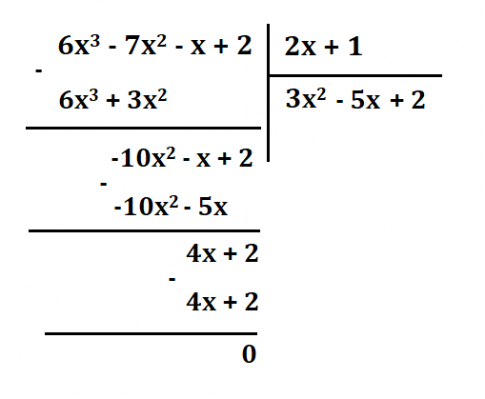 6x³ - 7x² - x + 2 2x + 1
-
6x³ + 3x² 3x² - 5x + 2
-10x² - x + 2
-
-10x² - 5x
4x + 2
-
4x + 2
0